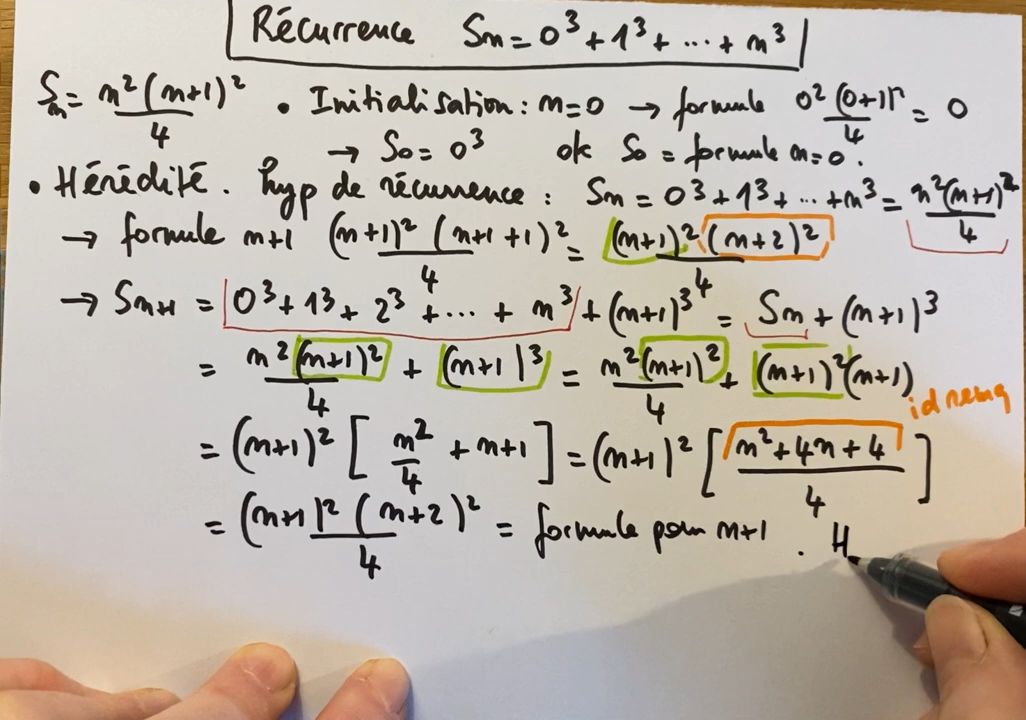 Récurrence Sn = 0³ + 1³ + ... + n³
Sn = n²(n+1)²/4 • Initialisation : n=0 → formule 0²(0+1)²/4 = 0
→ S0 = 0³ ok S0 = formule n=0.
• Hérédité. hyp de récurrence : Sn = 0³ + 1³ + ... + n³ = n²(n+1)²/4
→ formule n+1 (n+1)²(n+1+1)²/4 = (n+1)²(n+2)²/4
→ Sn+1 = 0³ + 1³ + 2³ + ... + n³ + (n+1)³ = Sn + (n+1)³
= n²(n+1)²/4 + (n+1)³ = n²(n+1)²/4 + (n+1)²(n+1)
id remq
= (n+1)² [n²/4 + n+1] = (n+1)² [(n² + 4n + 4)/4]
= (n+1)²(n+2)²/4 = formule pour n+1 . H